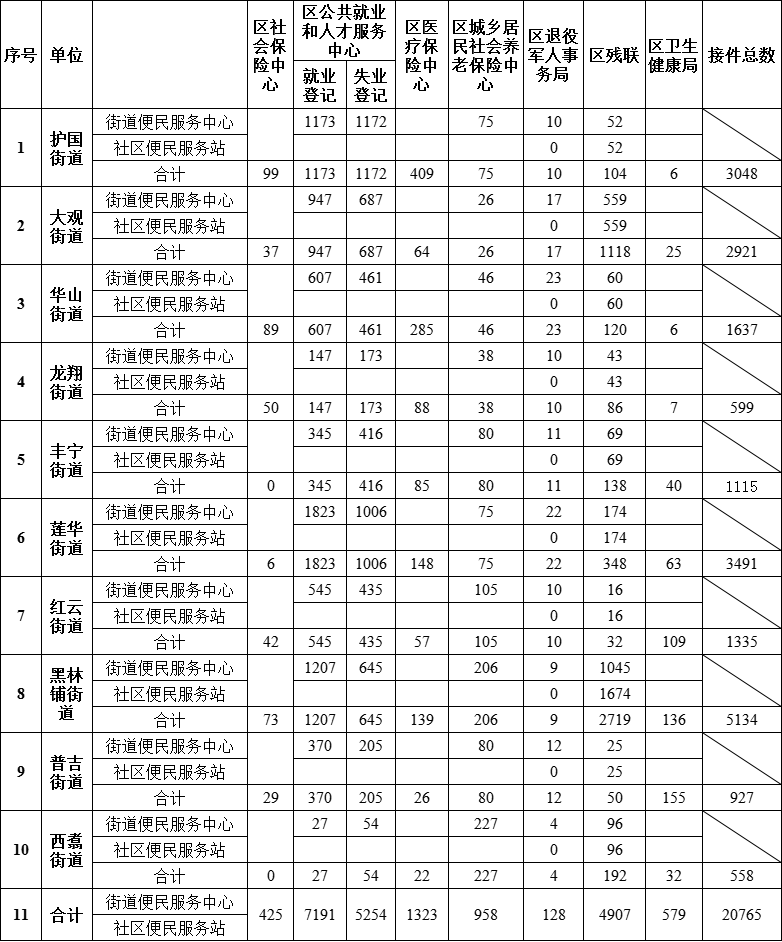 序号 单位 区社会保险中心 区公共就业和人才服务中心 区医疗保险中心 区城乡居民社会养老保险中心 区退役军人事务局 区残联 区卫生健康局 接件总数
就业登记 失业登记
1 护国街道
街道便民服务中心 1173 1172 75 10 52
社区便民服务站 0 52
合计 99 1173 1172 409 75 10 104 6 3048
2 大观街道
街道便民服务中心 947 687 26 17 559
社区便民服务站 0 559
合计 37 947 687 64 26 17 1118 25 2921
3 华山街道
街道便民服务中心 607 461 46 23 60
社区便民服务站 0 60
合计 89 607 461 285 46 23 120 6 1637
4 龙翔街道
街道便民服务中心 147 173 38 10 43
社区便民服务站 0 43
合计 50 147 173 88 38 10 86 7 599
5 丰宁街道
街道便民服务中心 345 416 80 11 69
社区便民服务站 0 69
合计 0 345 416 85 80 11 138 40 1115
6 莲华街道
街道便民服务中心 1823 1006 75 22 174
社区便民服务站 0 174
合计 6 1823 1006 148 75 22 348 63 3491
7 红云街道
街道便民服务中心 545 435 105 10 16
社区便民服务站 0 16
合计 42 545 435 57 105 10 32 109 1335
8 黑林铺街道
街道便民服务中心 1207 645 206 9 1045
社区便民服务站 0 1674
合计 73 1207 645 139 206 9 2719 136 5134
9 普吉街道
街道便民服务中心 370 205 80 12 25
社区便民服务站 0 25
合计 29 370 205 26 80 12 50 155 927
10 西翥街道
街道便民服务中心 27 54 227 4 96
社区便民服务站 0 96
合计 0 27 54 22 227 4 192 32 558
11 合计
街道便民服务中心
社区便民服务站
425 7191 5254 1323 958 128 4907 579 20765